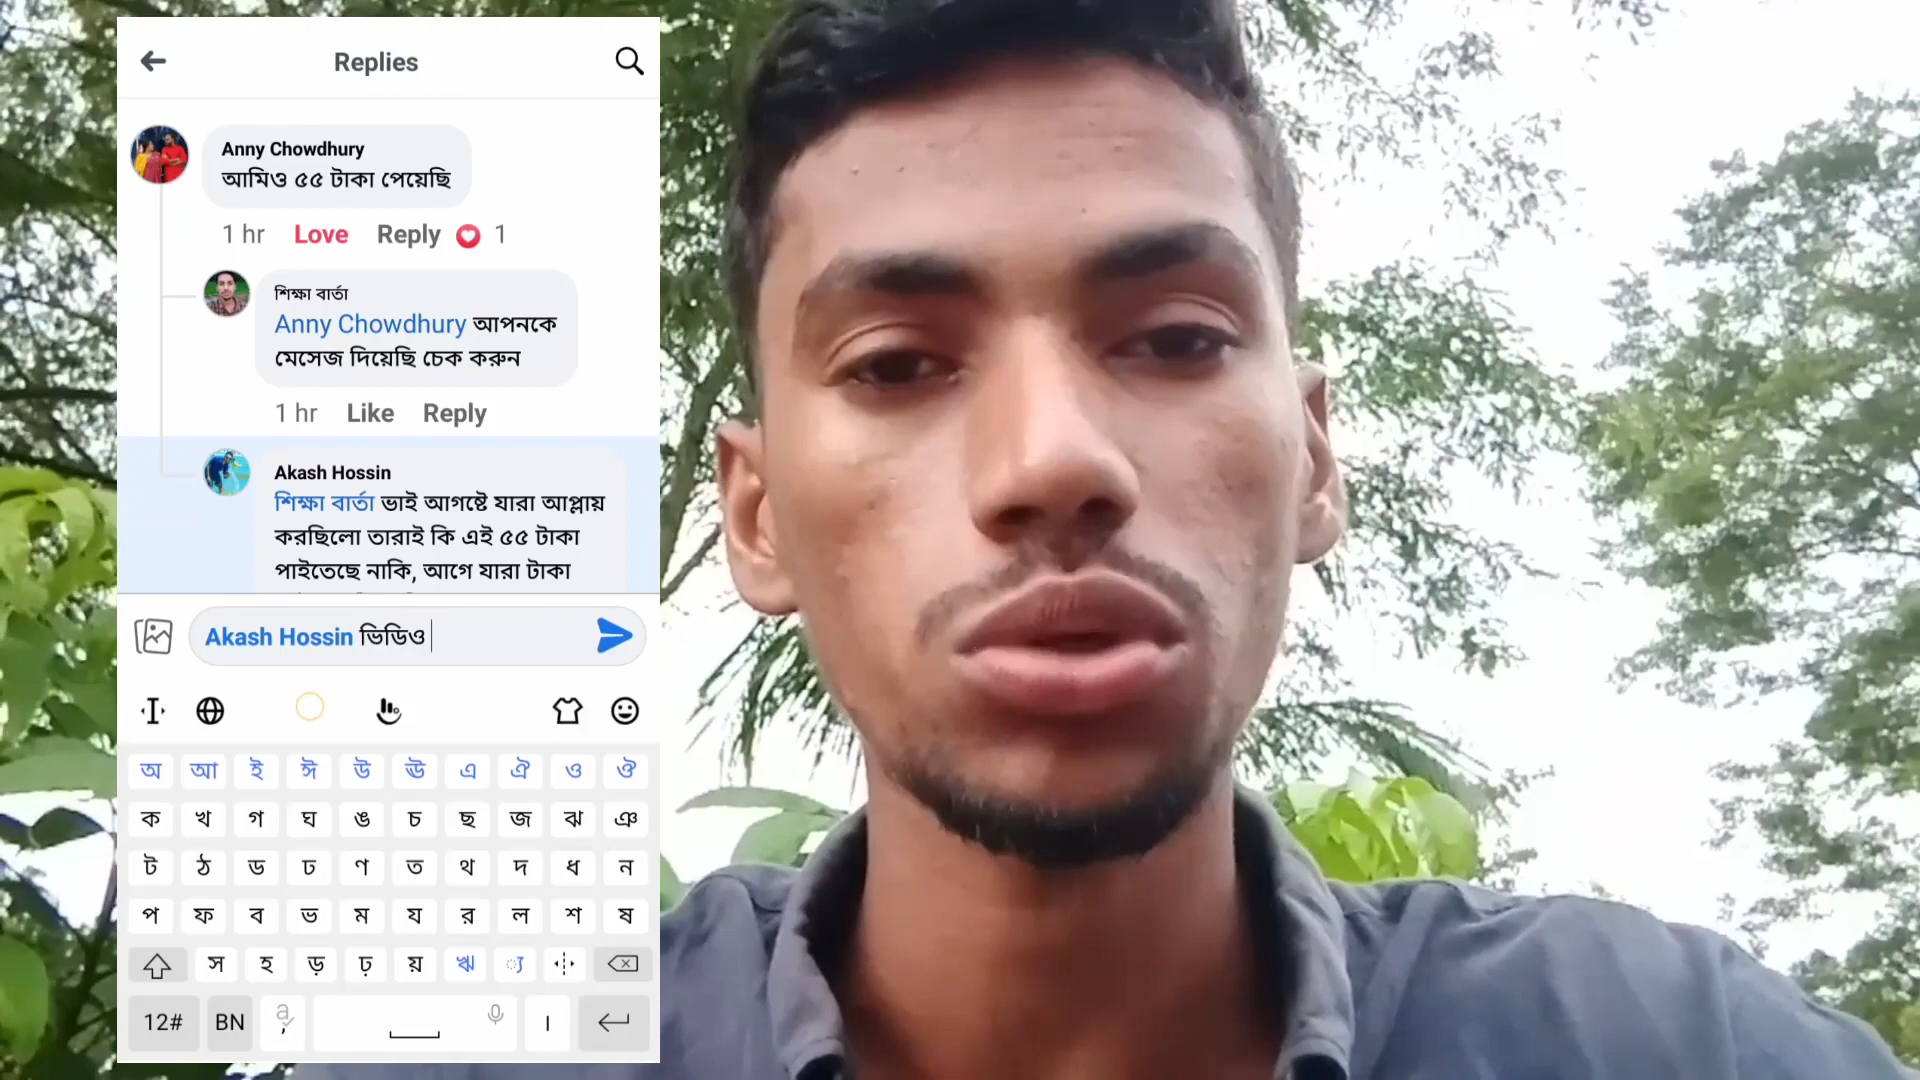 Replies
Anny Chowdhury
আমিও ৫৫ টাকা পেয়েছি
1 hr Love Reply 1
শিক্ষা বার্তা
Anny Chowdhury আপনকে
মেসেজ দিয়েছি চেক করুন
1 hr Like Reply
Akash Hossin
শিক্ষা বার্তা ভাই আগষ্টে যারা আপ্লায়
করছিলো তারাই কি এই ৫৫ টাকা
পাইতেছে নাকি, আগে যারা টাকা
Akash Hossin ভিডিও
অ আ ই ঈ উ ঊ এ ঐ ও ঔ
ক খ গ ঘ ঙ চ ছ জ ঝ ঞ
ট ঠ ড ঢ ণ ত থ দ ধ ন
প ফ ব ভ ম য র ল শ ষ
স হ ড় ঢ় য় ঋ ্য
12# BN a , ।